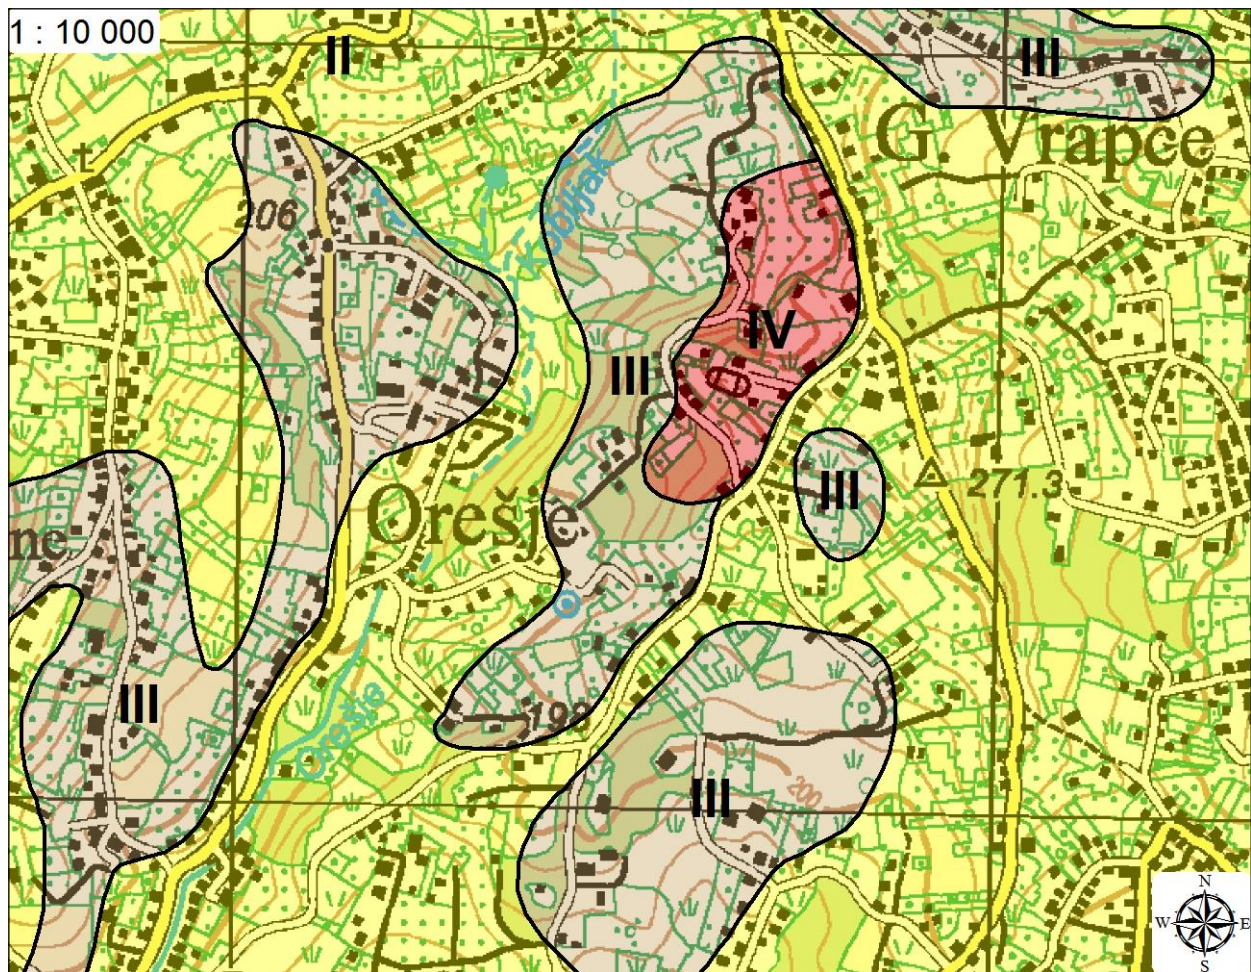 1 : 10 000
II
III
G Vrapče
206
Kobiljak
IV
III
III
271.3
Orešje
ne
III
Orešje
198
III
200
N
W E
S